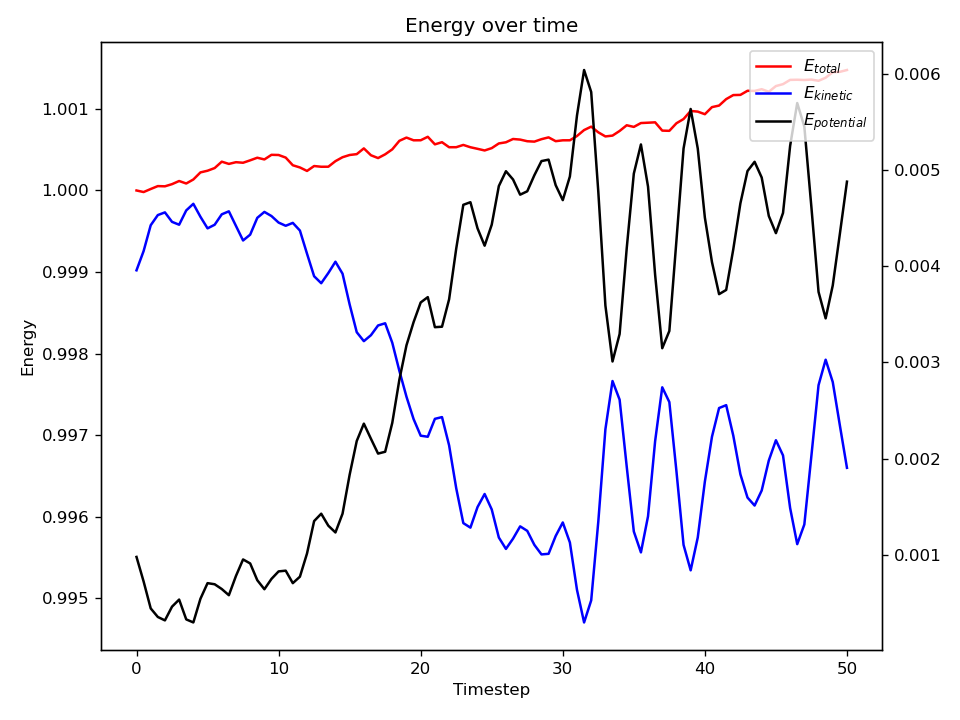 Energy over time
E_total
E_kinetic
E_potential
1.001
1.000
0.999
0.998
0.997
0.996
0.995
Energy
0.006
0.005
0.004
0.003
0.002
0.001
0 10 20 30 40 50
Timestep